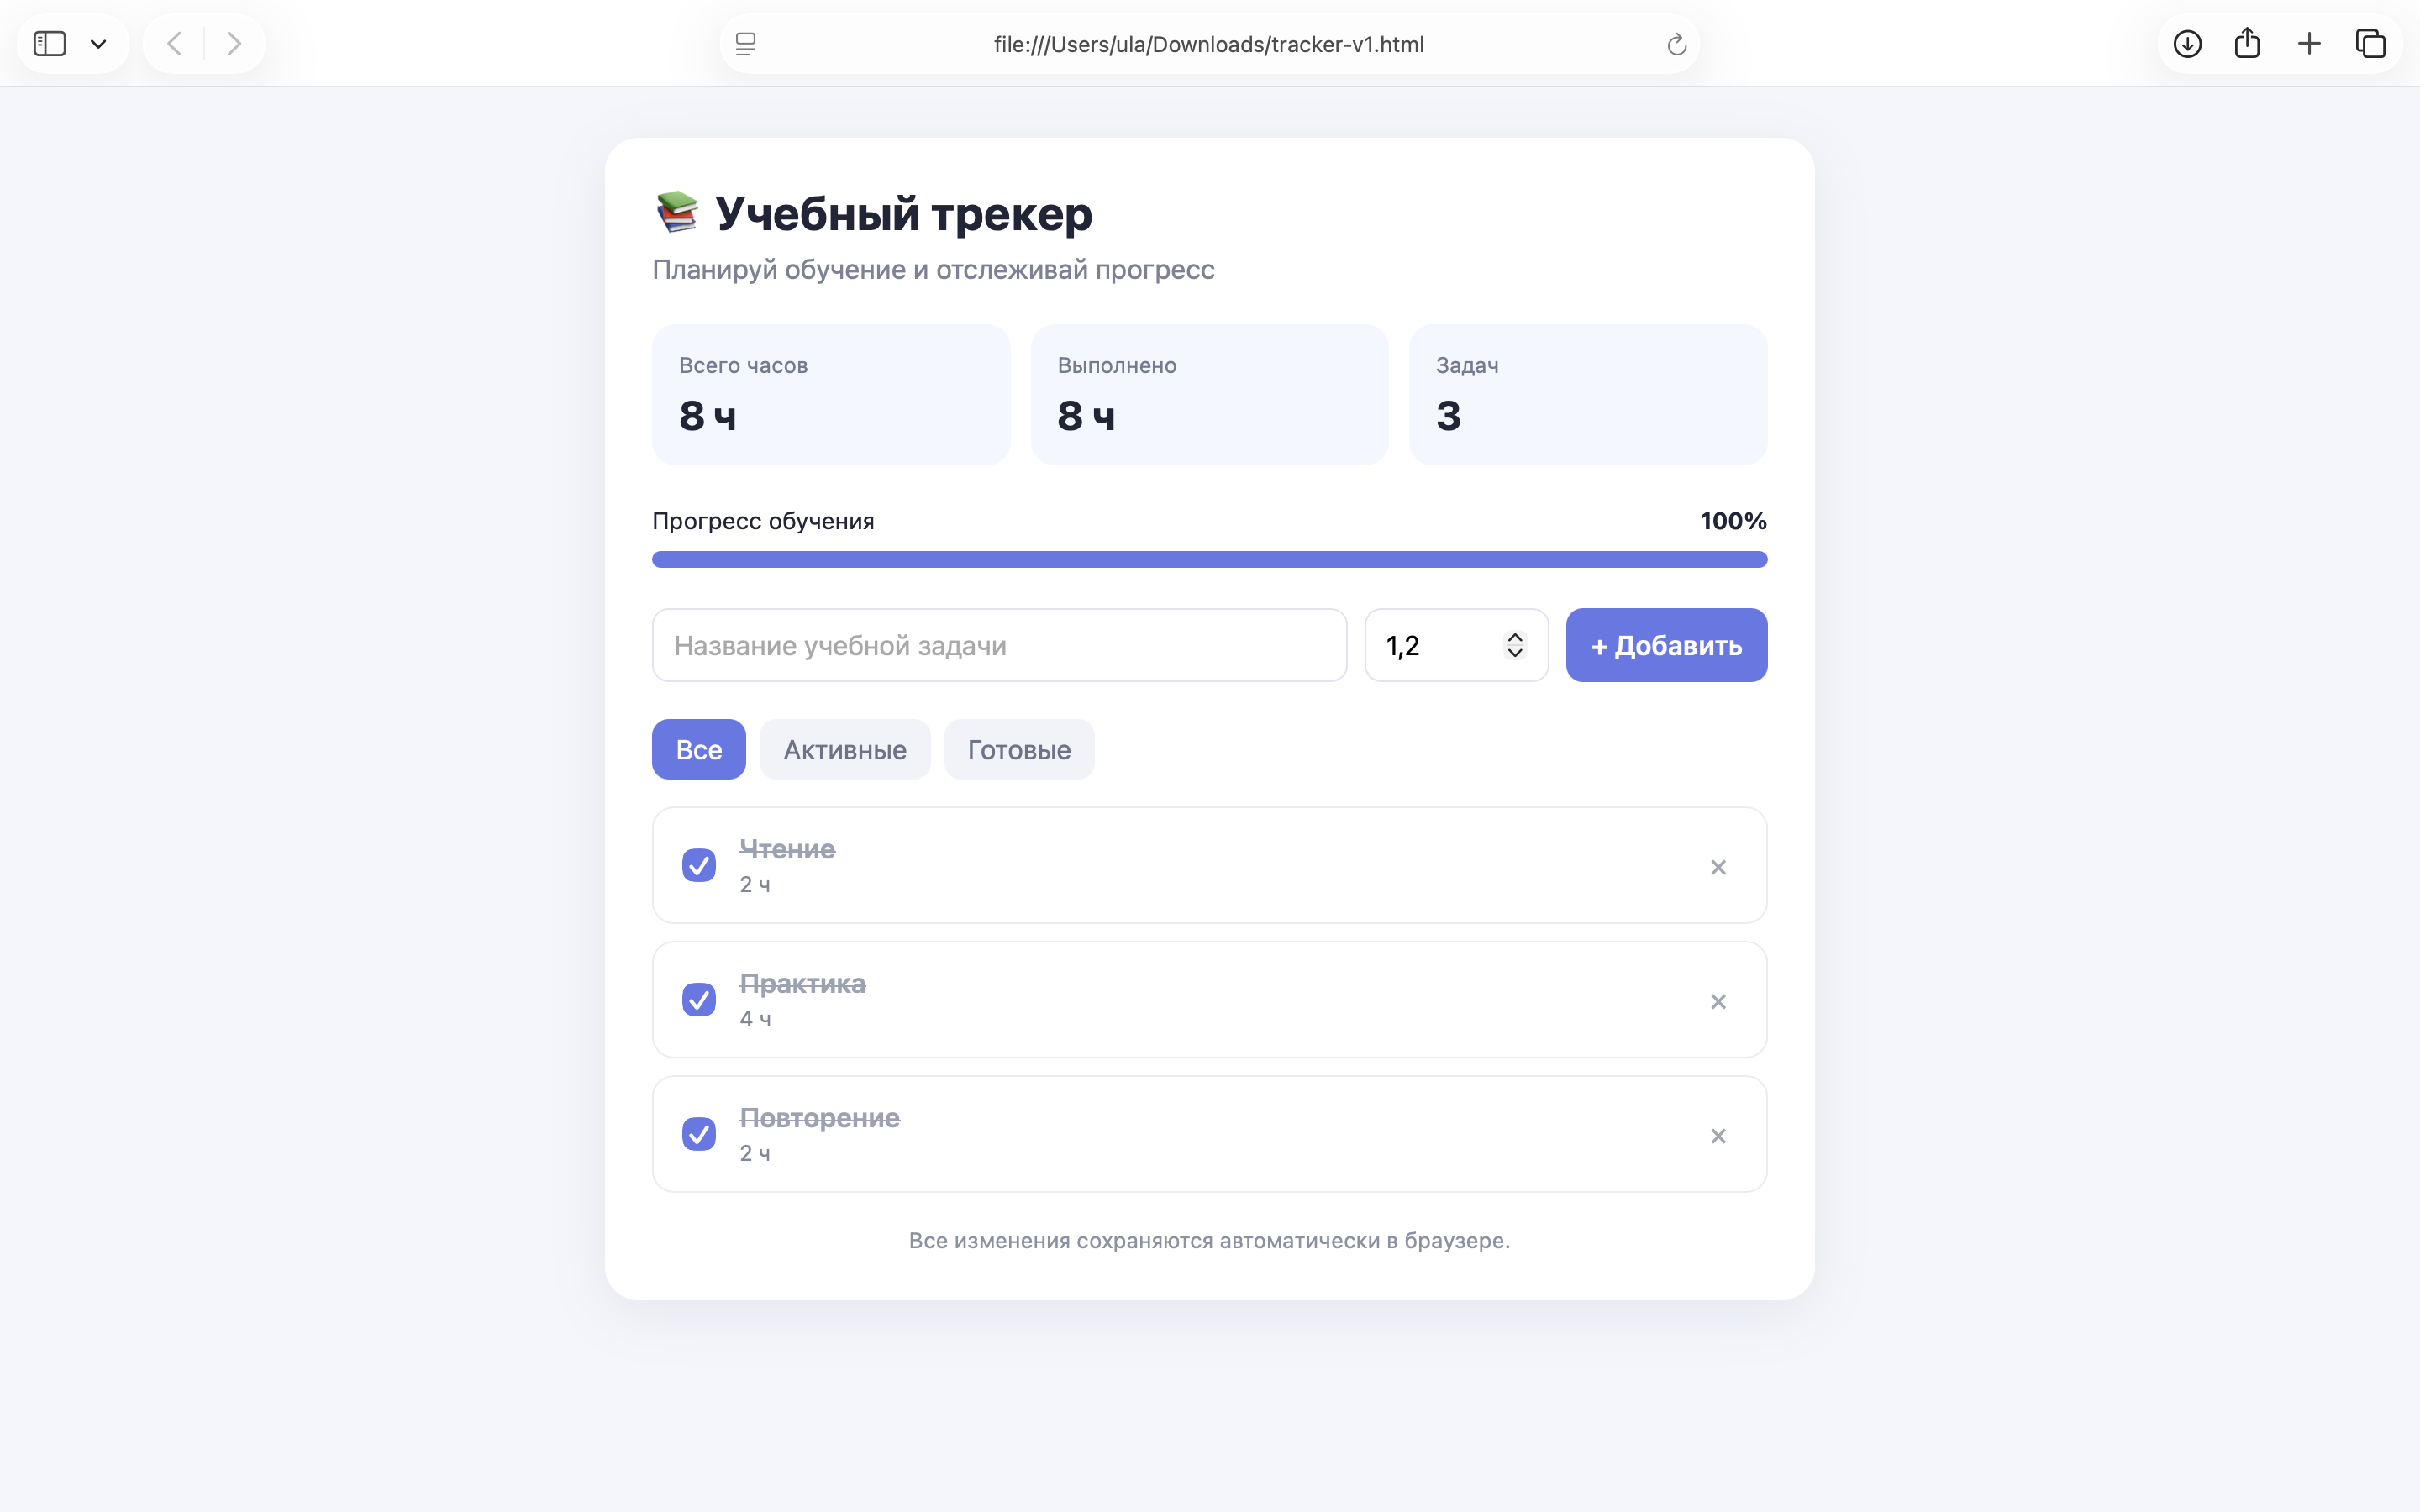 file:///Users/ula/Downloads/tracker-v1.html
📚 Учебный трекер
Планируй обучение и отслеживай прогресс
Всего часов
8 ч
Выполнено
8 ч
Задач
3
Прогресс обучения 100%
Название учебной задачи 1,2 + Добавить
Все Активные Готовые
Чтение
2 ч
×
Практика
4 ч
×
Повторение
2 ч
×
Все изменения сохраняются автоматически в браузере.